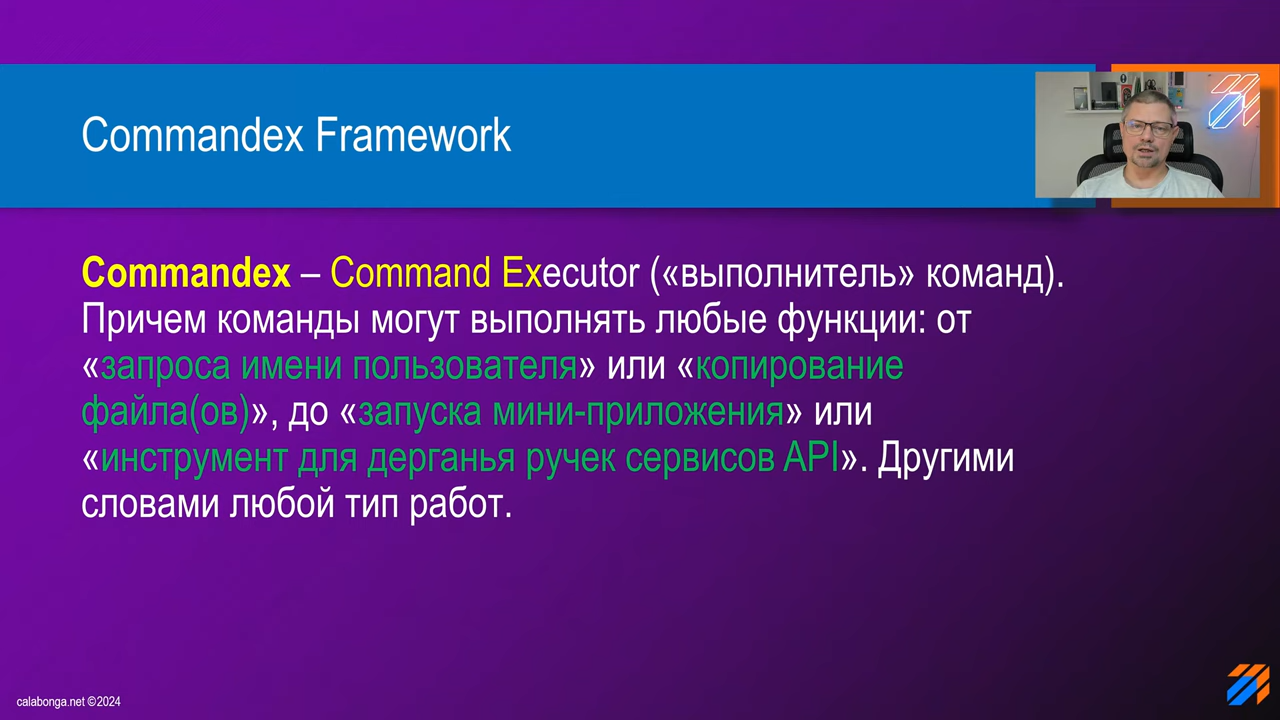 Commandex Framework
Commandex – Command Executor («выполнитель» команд).
Причем команды могут выполнять любые функции: от
«запроса имени пользователя» или «копирование
файла(ов)», до «запуска мини-приложения» или
«инструмент для дерганья ручек сервисов API». Другими
словами любой тип работ.
calabonga.net ©2024